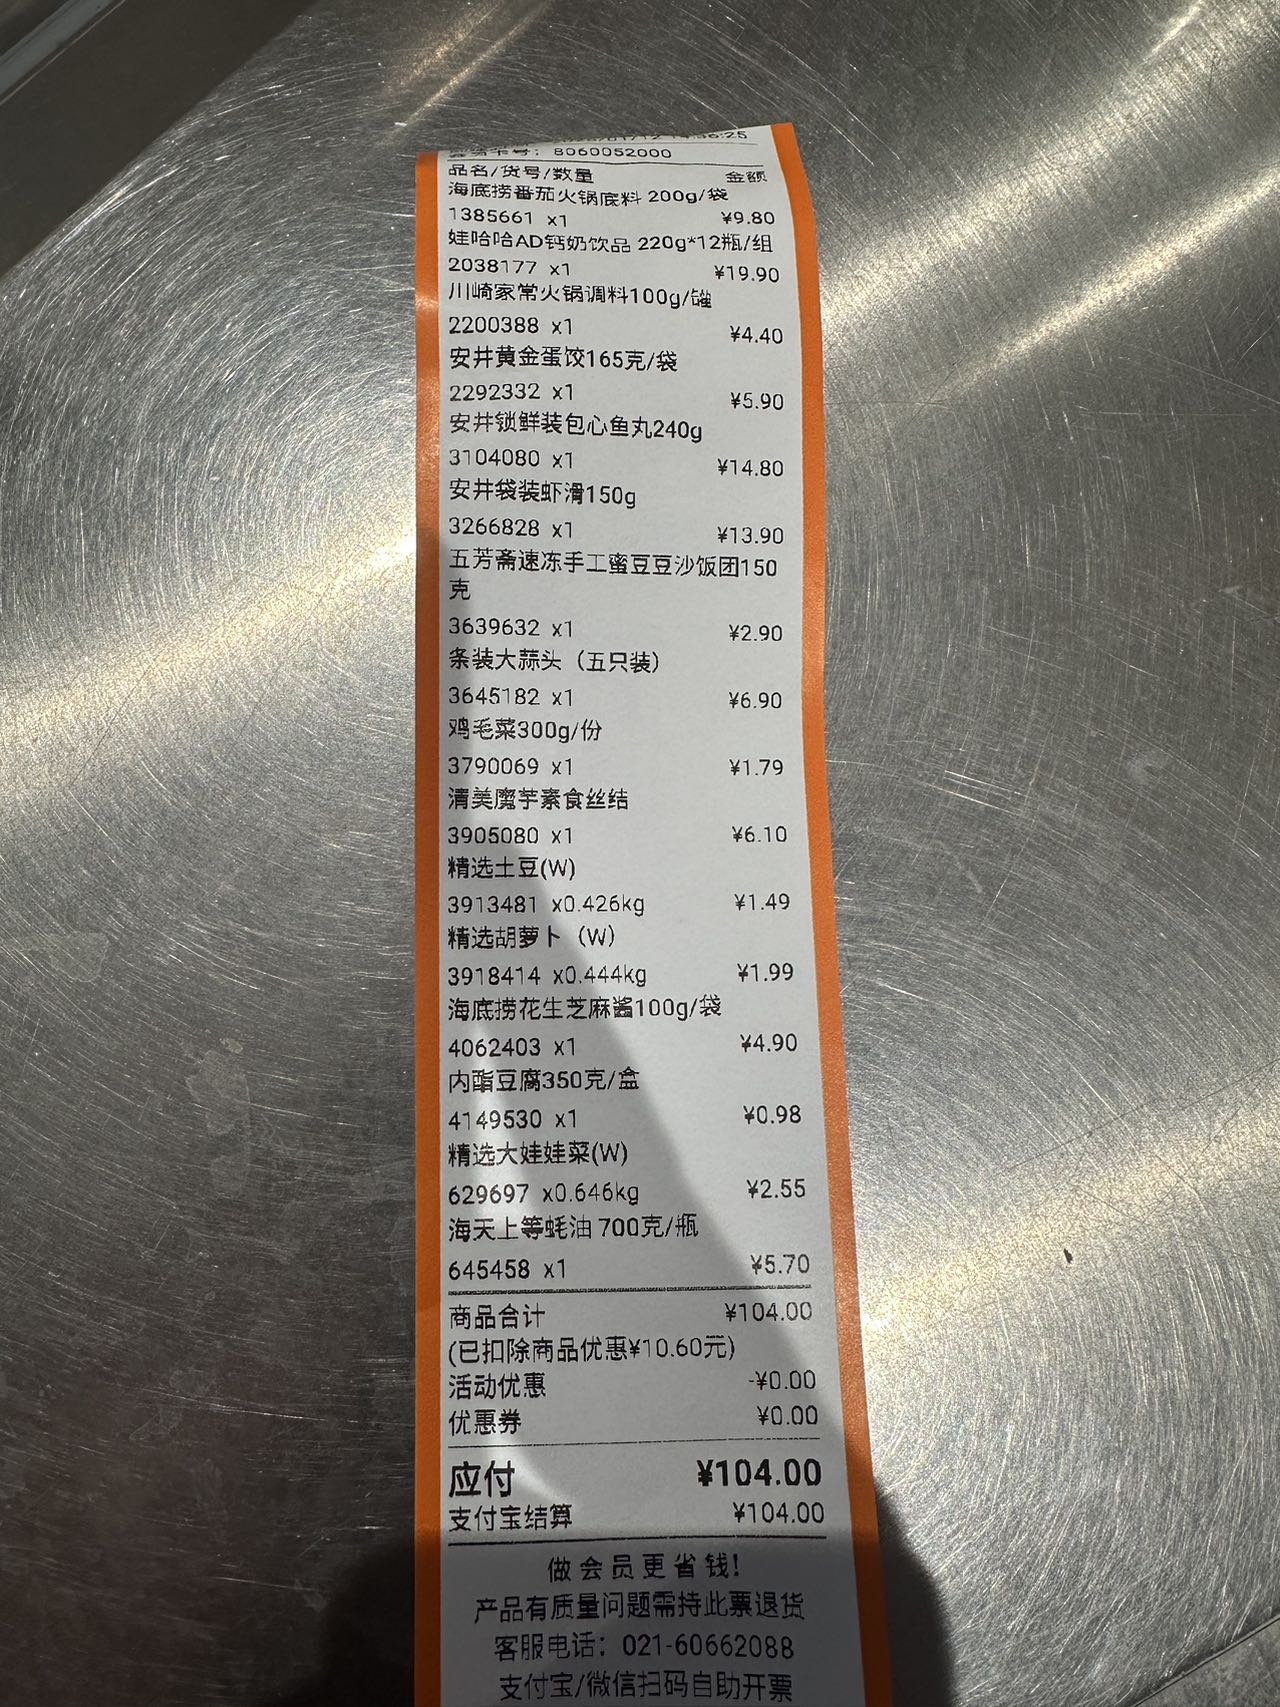 8060052000
品名/货号/数量 金额
海底捞番茄火锅底料 200g/袋
1385661 x1 ¥9.80
娃哈哈AD钙奶饮品 220g*12瓶/组
2038177 x1 ¥19.90
川崎家常火锅调料100g/罐
2200388 x1 ¥4.40
安井黄金蛋饺165克/袋
2292332 x1 ¥5.90
安井锁鲜装包心鱼丸240g
3104080 x1 ¥14.80
安井袋装虾滑150g
3266828 x1 ¥13.90
五芳斋速冻手工蜜豆豆沙饭团150
克
3639632 x1 ¥2.90
条装大蒜头（五只装）
3645182 x1 ¥6.90
鸡毛菜300g/份
3790069 x1 ¥1.79
清美魔芋素食丝结
3905080 x1 ¥6.10
精选土豆(W)
3913481 x0.426kg ¥1.49
精选胡萝卜（W）
3918414 x0.444kg ¥1.99
海底捞花生芝麻酱100g/袋
4062403 x1 ¥4.90
内酯豆腐350克/盒
4149530 x1 ¥0.98
精选大娃娃菜(W)
629697 x0.646kg ¥2.55
海天上等蚝油 700克/瓶
645458 x1 ¥5.70
商品合计 ¥104.00
(已扣除商品优惠¥10.60元)
活动优惠 -¥0.00
优惠券 ¥0.00
应付 ¥104.00
支付宝结算 ¥104.00
做会员更省钱!
产品有质量问题需持此票退货
客服电话：021-60662088
支付宝/微信扫码自助开票